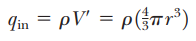 q_in = ρV′ = ρ(4/3 πr³)